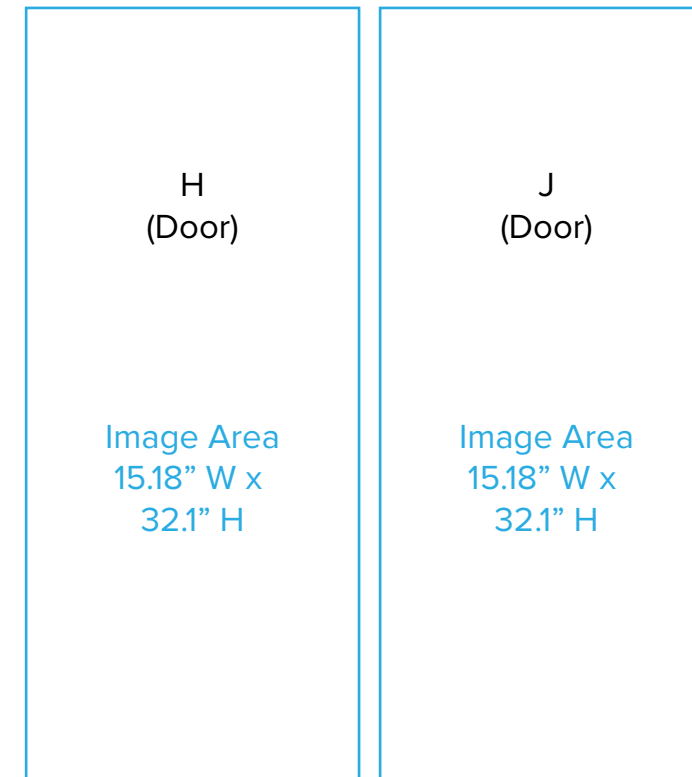 H
(Door)
Image Area
15.18” W x
32.1” H
J
(Door)
Image Area
15.18” W x
32.1” H